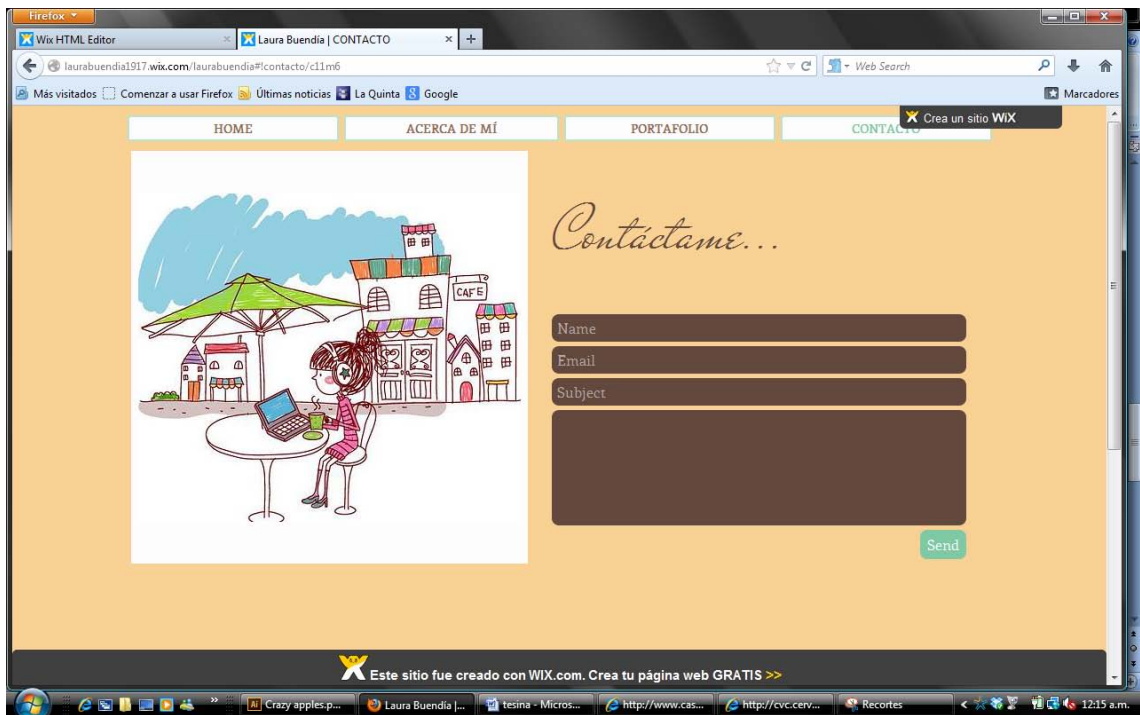 Firefox
Wix HTML Editor
Laura Buendía | CONTACTO
laurabuendia1917.wix.com/laurabuendia#!contacto/c11m6
Web Search
Más visitados Comenzar a usar Firefox Últimas noticias La Quinta Google
Marcadores
Crea un sitio WiX
HOME ACERCA DE MÍ PORTAFOLIO CONTACTO
CAFE
Contáctame...
Name
Email
Subject
Send
Este sitio fue creado con WIX.com. Crea tu página web GRATIS >>
Crazy apples.p... Laura Buendía |... tesina - Micros... http://www.cas... http://cvc.cerv... Recortes 12:15 a.m.